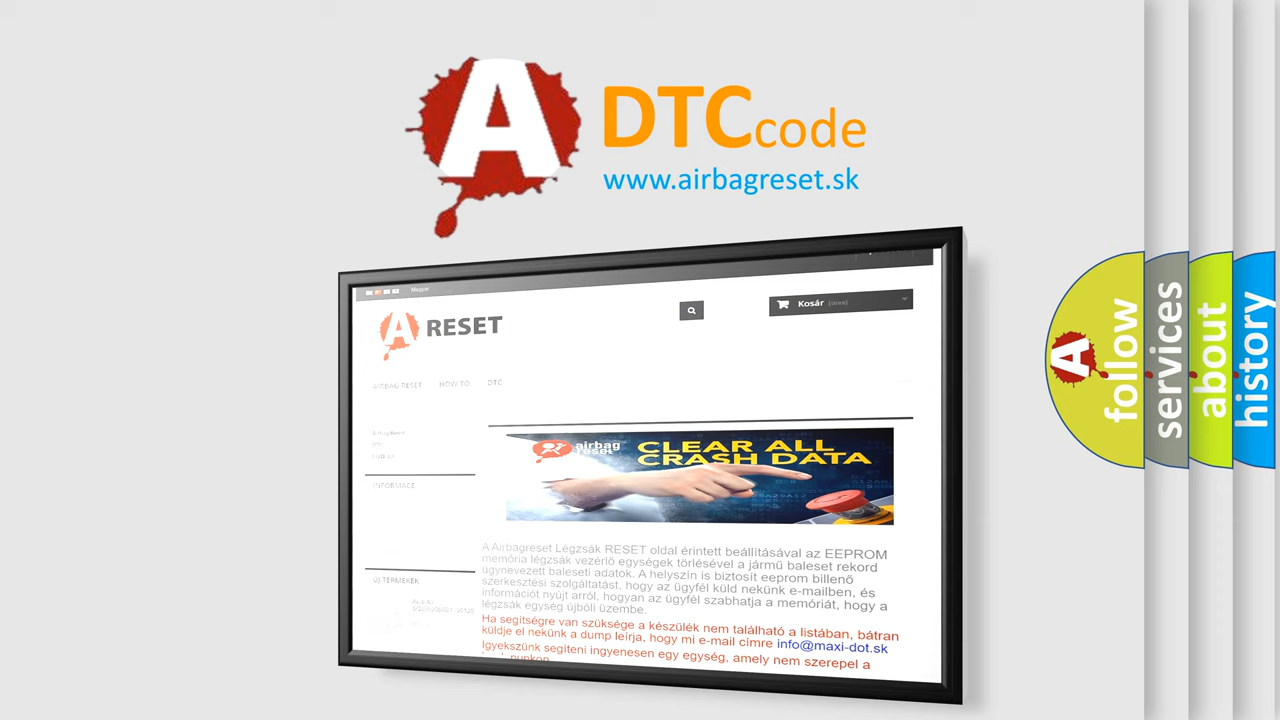 A
DTC code
www.airbagreset.sk
Magyar
A RESET
Kosár (üres)
AIRBAG RESET HOW TO DTC
DTC
INFORMACE
airbag
reset
CLEAR ALL
CRASH DATA
A Airbagreset Légzsák RESET oldal érintett beállításával az EEPROM
memória légzsák vezérlő egységek törlésével a jármű baleset rekord
úgynevezett baleseti adatok. A helyszín is biztosít eeprom billenő
szerkesztési szolgáltatást, hogy az ügyfél küld nekünk e-mailben, és
információt nyújt arról, hogyan az ügyfél szabhatja a memóriát, hogy a
légzsák egység újbóli üzembe.
Ha segítségre van szüksége a készülék nem található a listában, bátran
küldje el nekünk a dump leírja, hogy mi e-mail címre info@maxi-dot.sk
Igyekszünk segíteni ingyenesen egy egység, amely nem szerepel a
ÚJ TERMÉKEK
A
follow
services
about
history